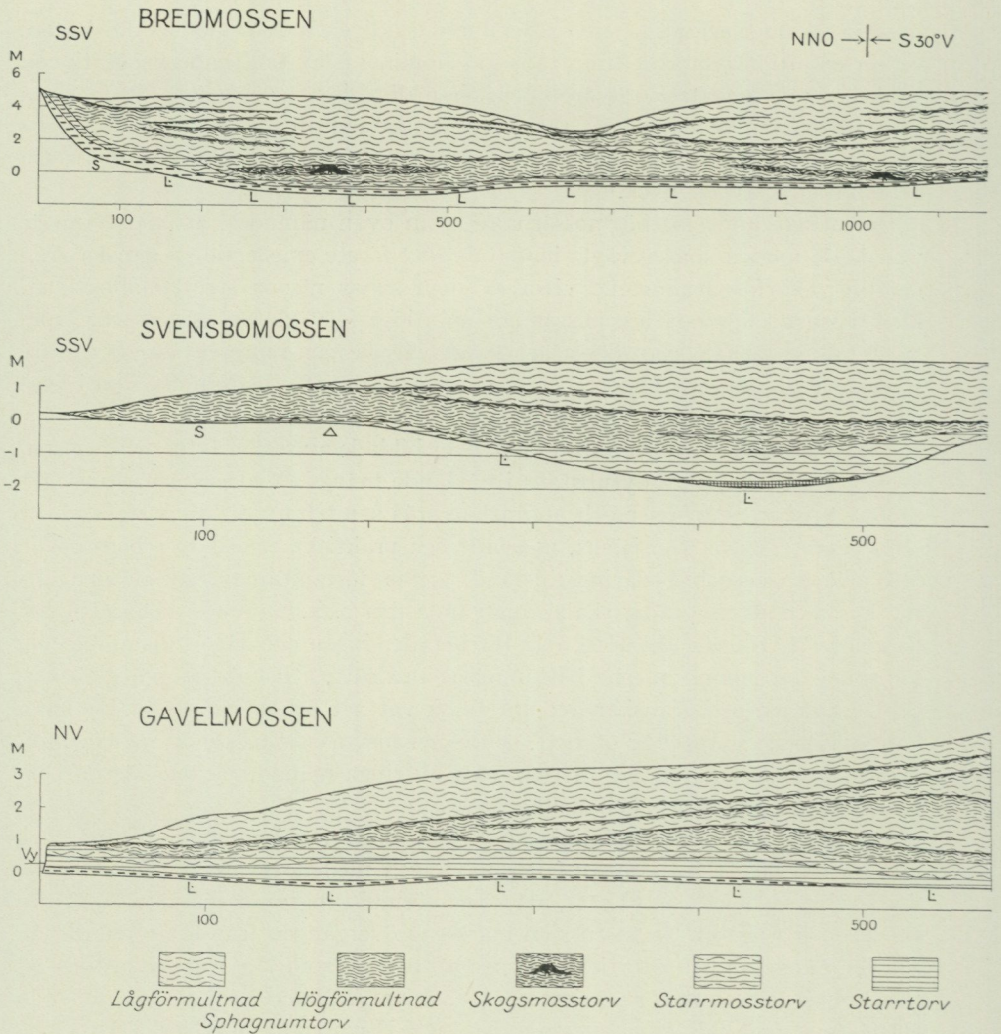 BREDMOSSEN
SSV
NNO S 30° V
M
6
4
2
0
S L L L L L L L L
100 500 1000
SVENSBOMOSSEN
SSV
M
1
0
-1
-2
S
L
L
100 500
GAVELMOSSEN
NV
M
3
2
1
Vy
0
L L L L L
100 500
Lågförmultnad Högförmultnad Skogsmosstorv Starrmosstorv Starrtorv
Sphagnumtorv